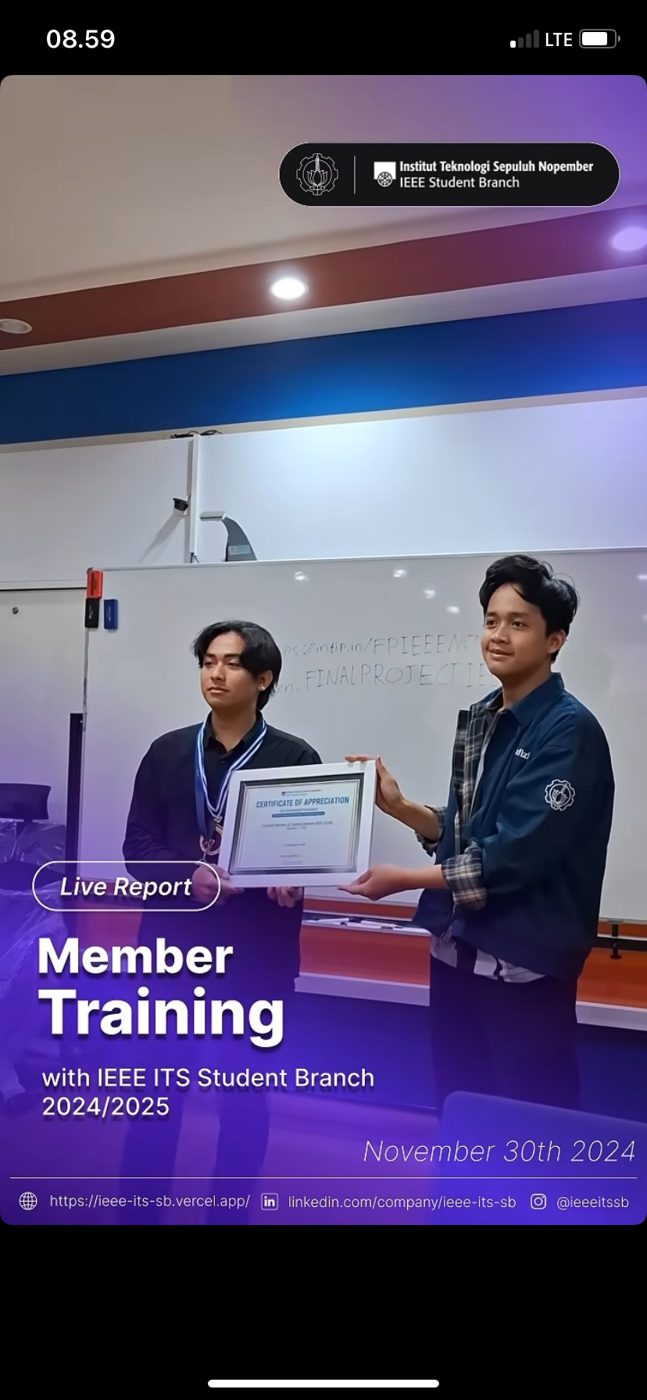 08.59
LTE
Institut Teknologi Sepuluh Nopember
IEEE Student Branch
FINALPROJECT
CERTIFICATE OF APPRECIATION
Live Report
Member
Training
with IEEE ITS Student Branch
2024/2025
November 30th 2024
https://ieee-its-sb.vercel.app/
linkedin.com/company/ieee-its-sb
@ieeeitssb